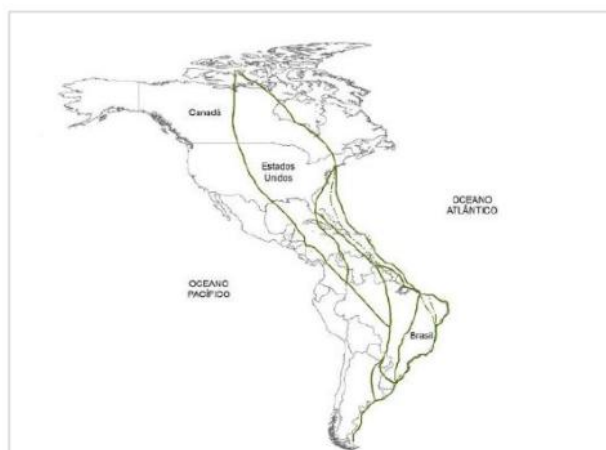 Canadá
Estados
Unidos
OCEANO
ATLÂNTICO
OCEANO
PACÍFICO
Brasil